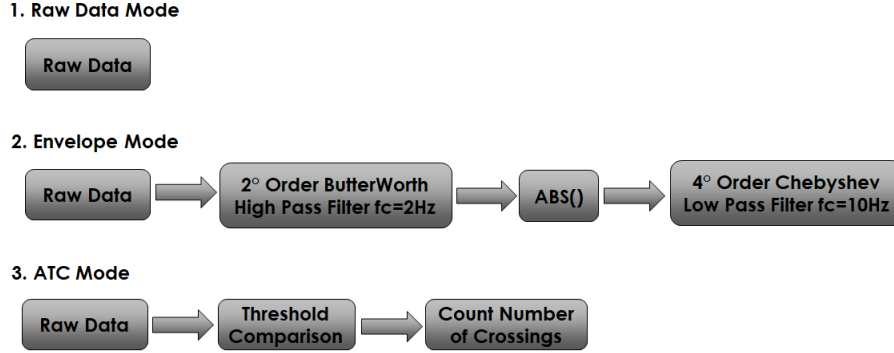 1. Raw Data Mode
Raw Data
2. Envelope Mode
Raw Data
2° Order ButterWorth
High Pass Filter fc=2Hz
ABS()
4° Order Chebyshev
Low Pass Filter fc=10Hz
3. ATC Mode
Raw Data
Threshold
Comparison
Count Number
of Crossings